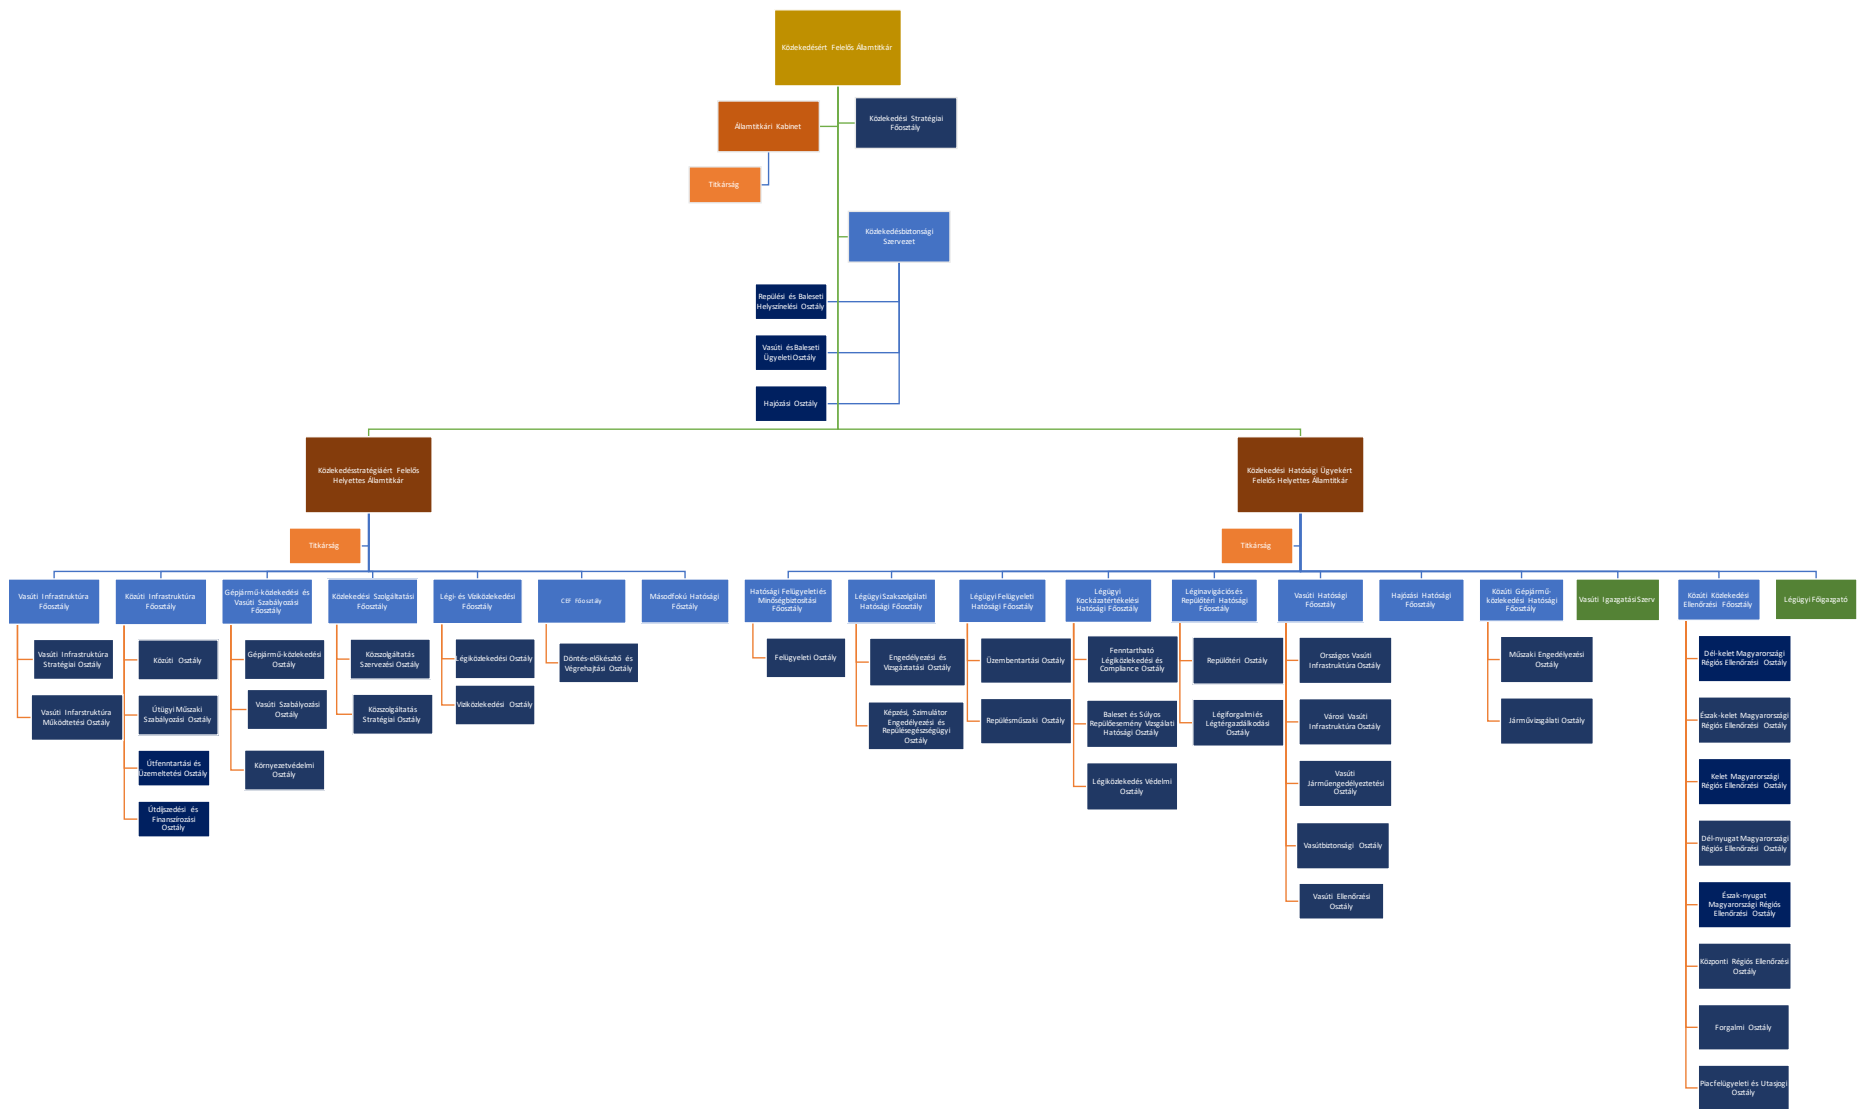 Közlekedésért Felelős Államtitkár
Államtitkári Kabinet
Közlekedési Stratégiai
Főosztály
Titkárság
Közlekedésbiztonsági
Szervezet
Repülési és Baleseti
Helyszínelési Osztály
Vasúti és Baleseti
Ügyeleti Osztály
Hajózási Osztály
Közlekedésstratégiáért Felelős
Helyettes Államtitkár
Közlekedési Hatósági Ügyekért
Felelős Helyettes Államtitkár
Titkárság
Titkárság
Vasúti Infrastruktúra
Főosztály
Közúti Infrastruktúra
Főosztály
Gépjármű-közlekedési és
Vasúti Szabályozási
Főosztály
Közlekedési Szolgáltatási
Főosztály
Légi- és Víziközlekedési
Főosztály
CEF Főosztály
Másodfokú Hatósági
Fősztály
Hatósági Felügyeleti és
Minőségbiztosítási
Főosztály
Légügyi Szakszolgálati
Hatósági Főosztály
Légügyi Felügyeleti
Hatósági Főosztály
Légügyi
Kockázatértékelési
Hatósági Főosztály
Léginavigációs és
Repülőtéri Hatósági
Főosztály
Vasúti Hatósági
Főosztály
Hajózási Hatósági
Főosztály
Közúti Gépjármű-
közlekedési Hatósági
Főosztály
Vasúti Igazgatási Szerv
Közúti Közlekedési
Ellenőrzési Főosztály
Légügyi Főigazgató
Vasúti Infrastruktúra
Stratégiai Osztály
Vasúti Infarstruktúra
Működtetési Osztály
Közúti Osztály
Útügyi Műszaki
Szabályozási Osztály
Útfenntartási és
Üzemeltetési Osztály
Útdíjszedési és
Finanszírozási
Osztály
Gépjármű-közlekedési
Osztály
Vasúti Szabályozási
Osztály
Környezetvédelmi
Osztály
Közszolgáltatás
Szervezési Osztály
Közszolgáltatás
Stratégiai Osztály
Légiközlekedési Osztály
Víziközlekedési Osztály
Döntés-előkészítő és
Végrehajtási Osztály
Felügyeleti Osztály
Engedélyezési és
Vizsgáztatási Osztály
Képzési, Szimulátor
Engedélyezési és
Repülésegészségügyi
Osztály
Üzembentartási Osztály
Repülésműszaki Osztály
Fenntartható
Légiközlekedési és
Compliance Osztály
Baleset és Súlyos
Repülőesemény Vizsgálati
Hatósági Osztály
Légiközlekedés Védelmi
Osztály
Repülőtéri Osztály
Légiforgalmi és
Légtérgazdálkodási
Osztály
Országos Vasúti
Infrastruktúra Osztály
Városi Vasúti
Infrastruktúra Osztály
Vasúti
Járműengedélyeztetési
Osztály
Vasútbiztonsági Osztály
Vasúti Ellenőrzési
Osztály
Műszaki Engedélyezési
Osztály
Járművizsgálati Osztály
Dél-kelet Magyarországi
Régiós Ellenőrzési Osztály
Észak-kelet Magyarországi
Régiós Ellenőrzési Osztály
Kelet Magyarországi
Régiós Ellenőrzési Osztály
Dél-nyugat Magyarországi
Régiós Ellenőrzési Osztály
Észak-nyugat
Magyarországi Régiós
Ellenőrzési Osztály
Központi Régiós Ellenőrzési
Osztály
Forgalmi Osztály
Piacfelügyeleti és Utasjogi
Osztály